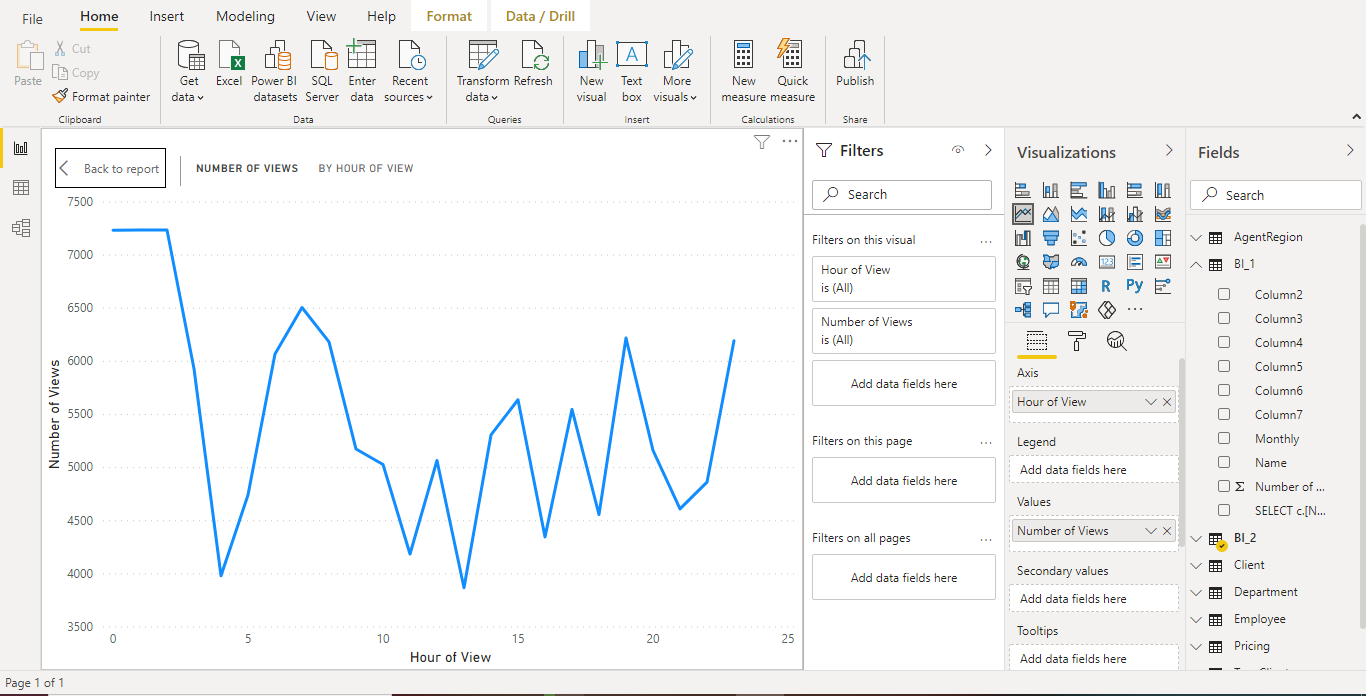 File
Home
Insert
Modeling
View
Help
Format
Data / Drill
Paste
Cut
Copy
Format painter
Clipboard
Get data
Excel
Power BI datasets
SQL Server
Enter data
Recent sources
Data
Transform data
Refresh
Queries
New visual
Text box
More visuals
Insert
New measure
Quick measure
Calculations
Publish
Share
Back to report
NUMBER OF VIEWS
BY HOUR OF VIEW
7500
7000
6500
6000
5500
5000
4500
4000
3500
Number of Views
0
5
10
15
20
25
Hour of View
Filters
Search
Filters on this visual
...
Hour of View
is (All)
Number of Views
is (All)
Add data fields here
Filters on this page
...
Add data fields here
Filters on all pages
...
Add data fields here
Visualizations
123
R
Py
...
Axis
Hour of View
Legend
Add data fields here
Values
Number of Views
Secondary values
Add data fields here
Tooltips
Add data fields here
Fields
Search
AgentRegion
BI_1
Column2
Column3
Column4
Column5
Column6
Column7
Monthly
Name
Σ Number of ...
SELECT c.[N...
BI_2
Client
Department
Employee
Pricing
Page 1 of 1